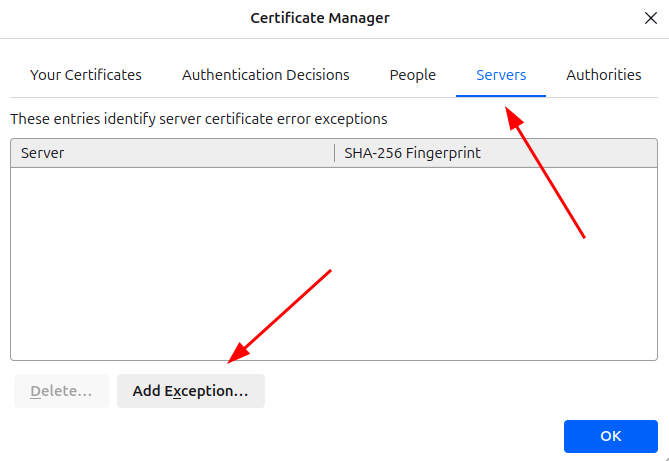 Certificate Manager
Your Certificates Authentication Decisions People Servers Authorities
These entries identify server certificate error exceptions
Server SHA-256 Fingerprint
Delete… Add Exception…
OK